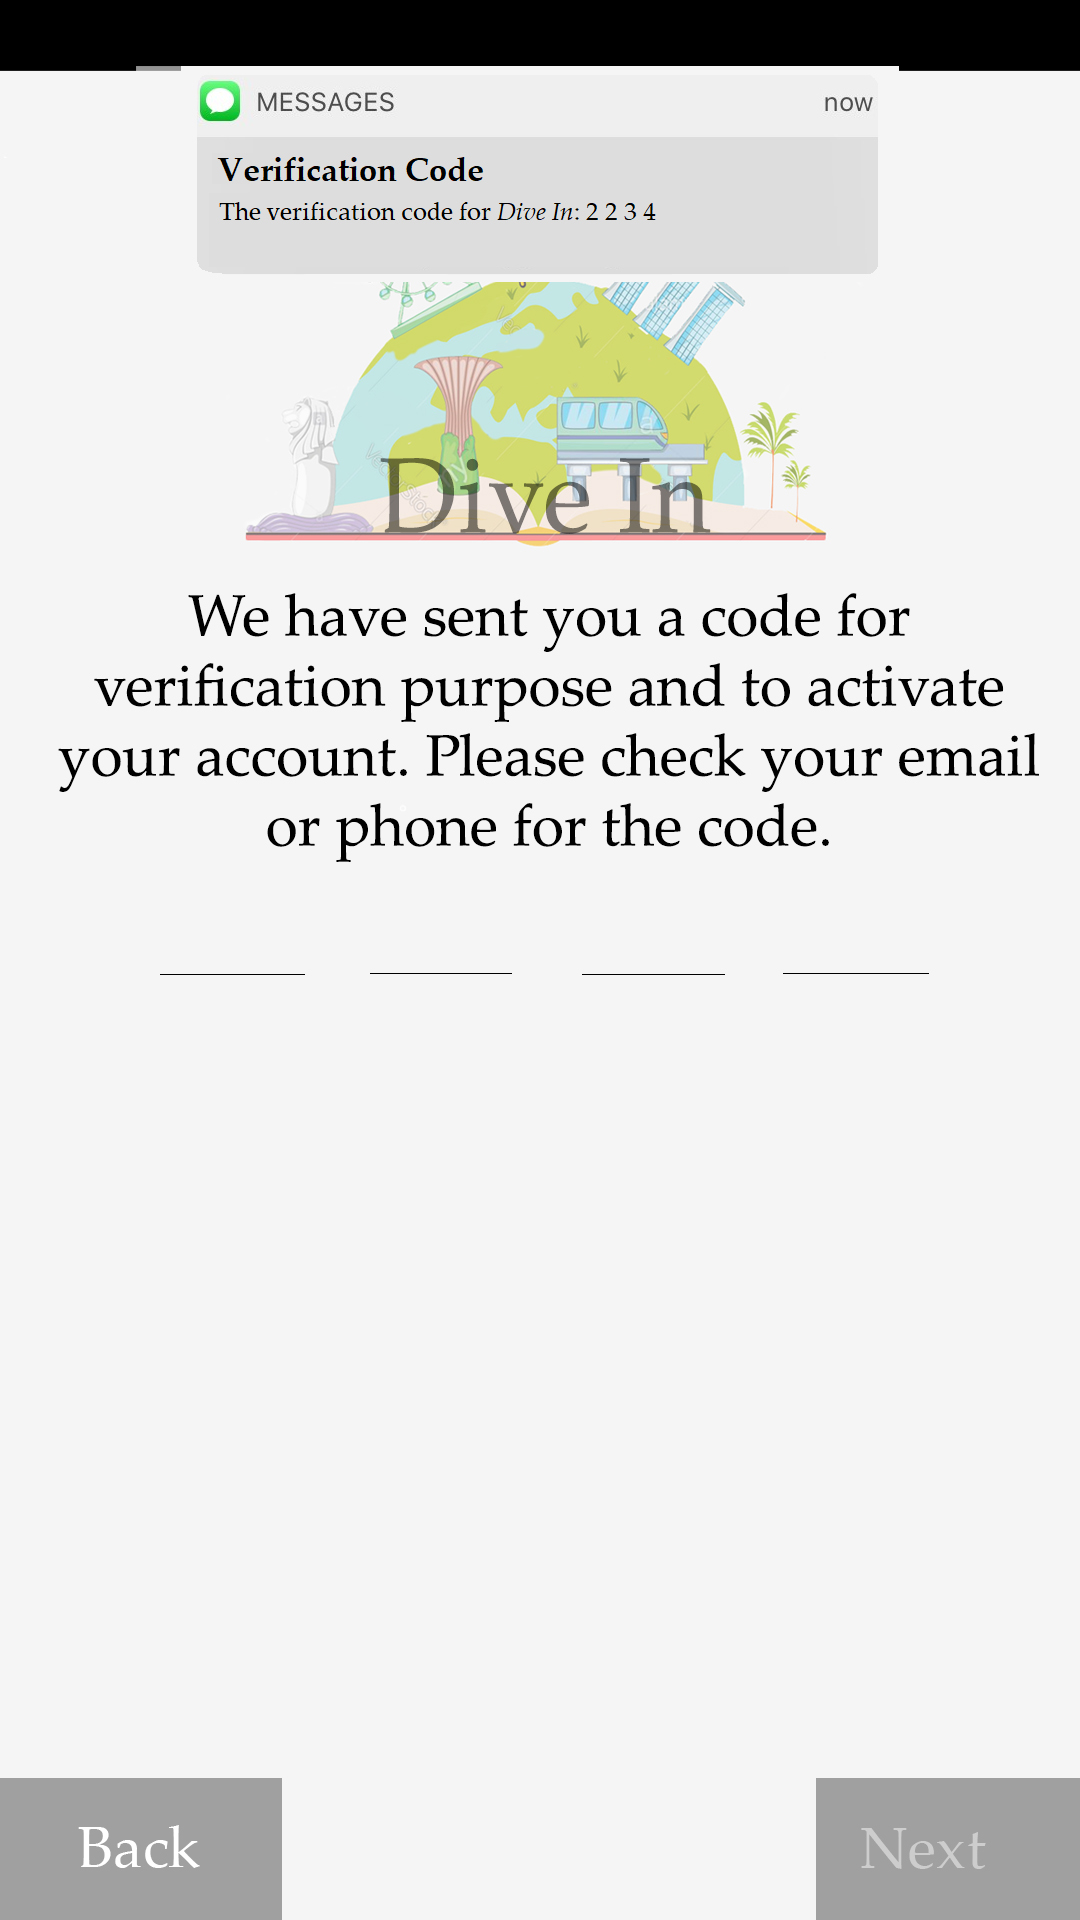 MESSAGES now
Verification Code
The verification code for Dive In: 2 2 3 4
Dive In
We have sent you a code for
verification purpose and to activate
your account. Please check your email
or phone for the code.
Back Next